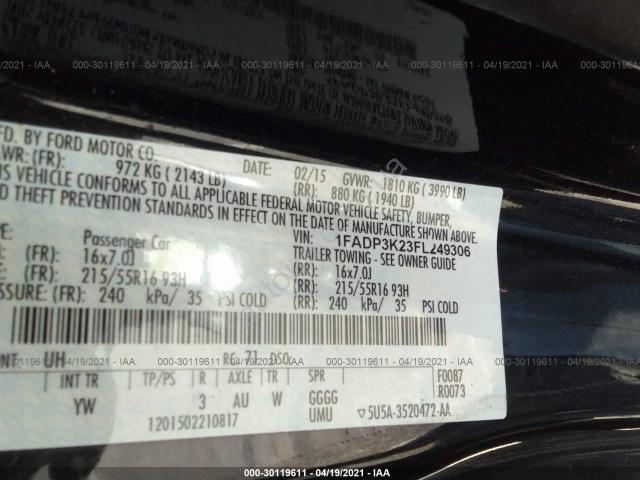 000-30119611 - 04/19/2021 - IAA 000-30119611 - 04/19/2021 - IAA 000-30119611 - 04/19/2021 - IAA
FD. BY FORD MOTOR CO.
WR: (FR): 972 KG ( 2143 LB) DATE: 02/15 GVWR: 1810 KG ( 3990 LB)
(RR): 880 KG ( 1940 LB)
IS VEHICLE CONFORMS TO ALL APPLICABLE FEDERAL MOTOR VEHICLE SAFETY, BUMPER,
D THEFT PREVENTION STANDARDS IN EFFECT ON THE DATE OF MANUFACTURE SHOWN ABOVE.
VIN: 1FADP3K23FL249306
Passenger Car TRAILER TOWING - SEE OWNER GUIDE
(FR): 16x7.0J (RR): 16x7.0J
(FR): 215/55R16 93H (RR): 215/55R16 93H
SSURE: (FR): 240 kPa/ 35 PSI COLD (RR): 240 kPa/ 35 PSI COLD
NT: UH RC: 71 DSO:
000-30119611 - 04/19/2021 - IAA 000-30119611 - 04/19/2021 - IAA 000-30119611 - 04/19/2021 - IAA
INT TR TP/PS R AXLE TR SPR F0087
YW 3 AU W GGGG R0073
1201502210817 UMU ▽5U5A-3520472-AA
000-30119611 - 04/19/2021 - IAA